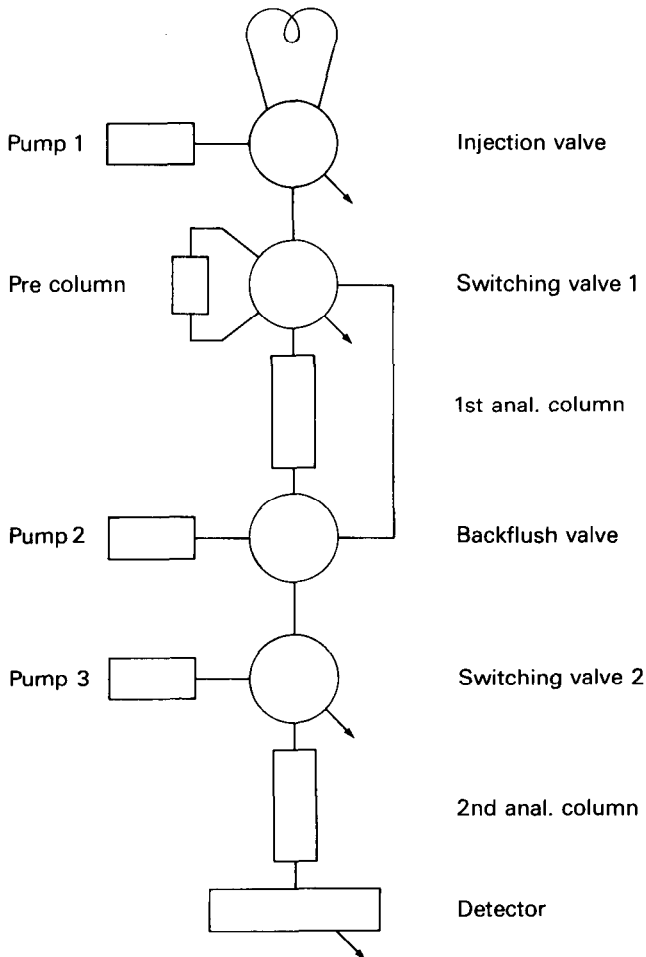 Pump 1
Injection valve
Pre column
Switching valve 1
1st anal. column
Pump 2
Backflush valve
Pump 3
Switching valve 2
2nd anal. column
Detector